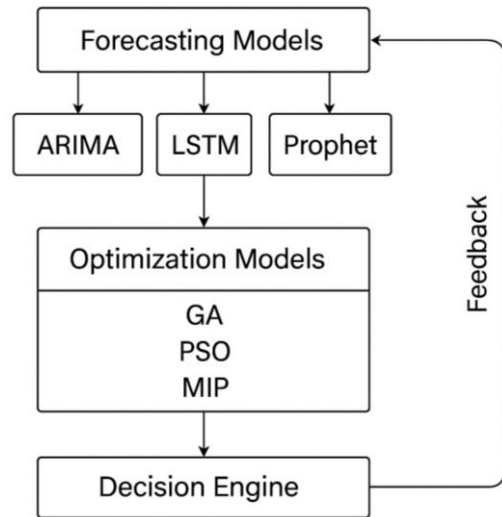 Forecasting Models
ARIMA
LSTM
Prophet
Optimization Models
GA
PSO
MIP
Decision Engine
Feedback